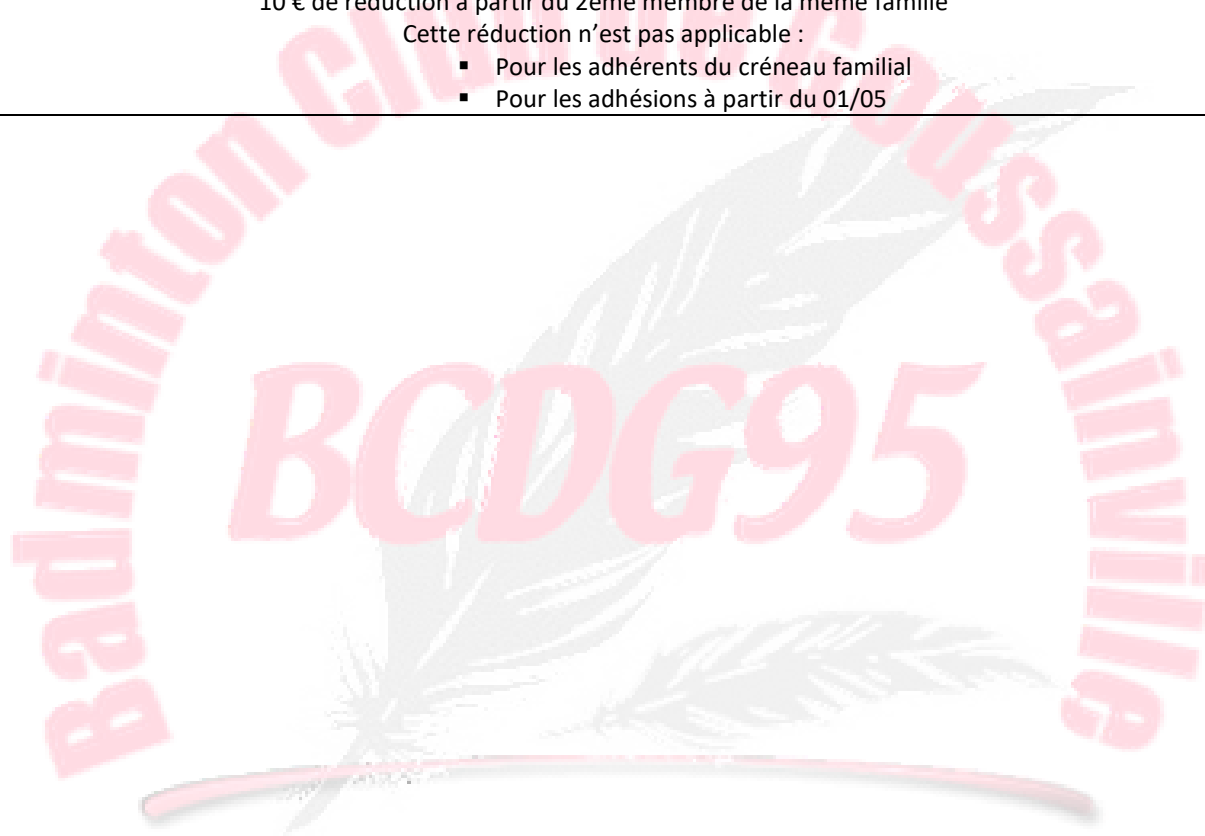 10 € de réduction à partir du 2ème membre de la même famille
Cette réduction n’est pas applicable :
▪ Pour les adhérents du créneau familial
▪ Pour les adhésions à partir du 01/05
Badminton Club de Goussainville
BCDG95